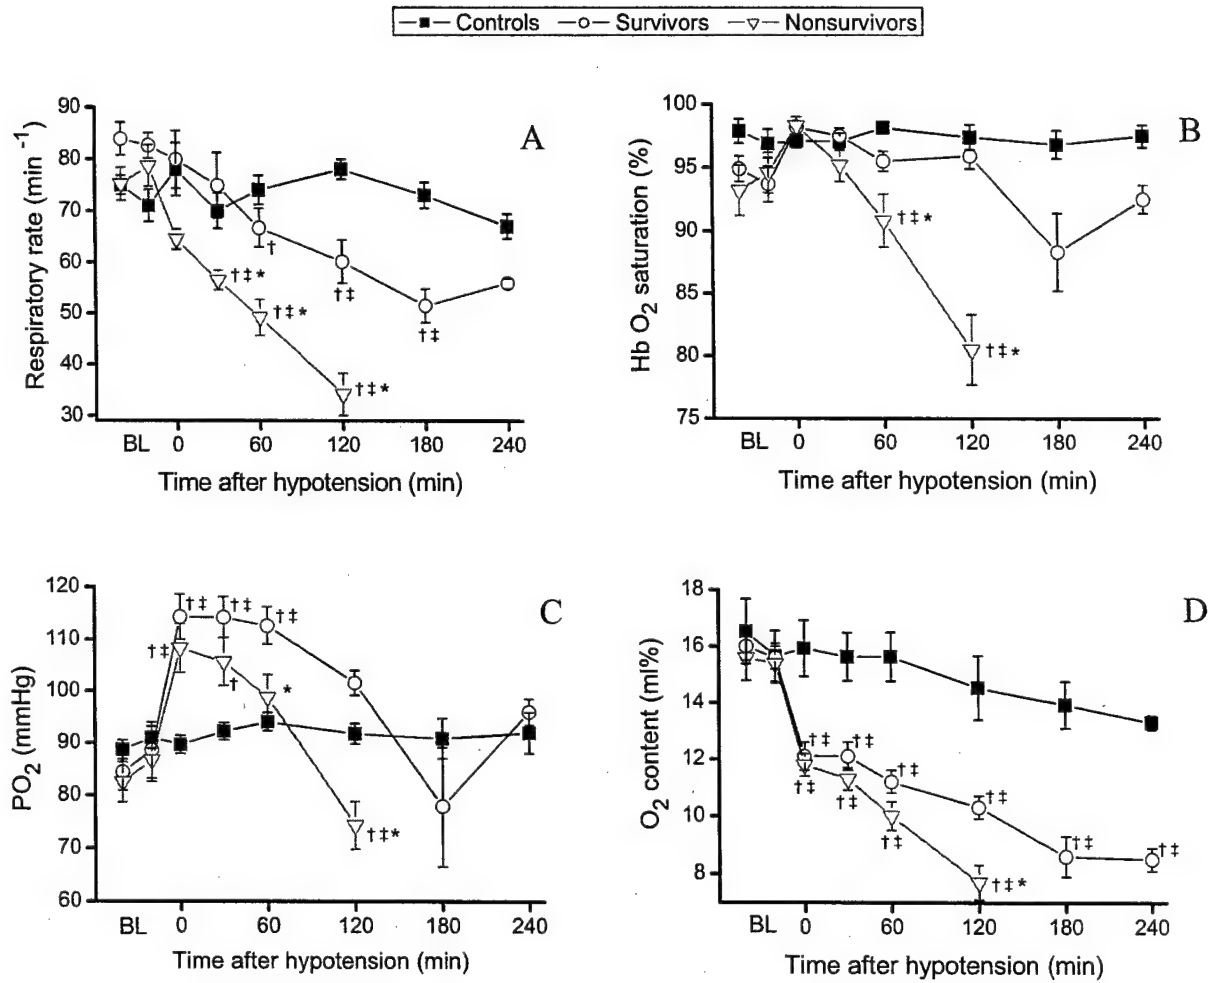 Controls Survivors Nonsurvivors
A
Respiratory rate (min⁻¹)
90
80
70
60
50
40
30
†
†‡
†‡
†‡*
†‡*
†‡*
BL 0 60 120 180 240
Time after hypotension (min)
B
Hb O₂ saturation (%)
100
95
90
85
80
75
†‡*
†‡*
BL 0 60 120 180 240
Time after hypotension (min)
C
PO₂ (mmHg)
120
110
100
90
80
70
60
†‡ †‡ †‡
†‡
†
*
†‡*
BL 0 60 120 180 240
Time after hypotension (min)
D
O₂ content (ml%)
18
16
14
12
10
8
†‡ †‡
†‡
†‡
†‡ †‡
†‡
†‡
†‡
†‡*
BL 0 60 120 180 240
Time after hypotension (min)